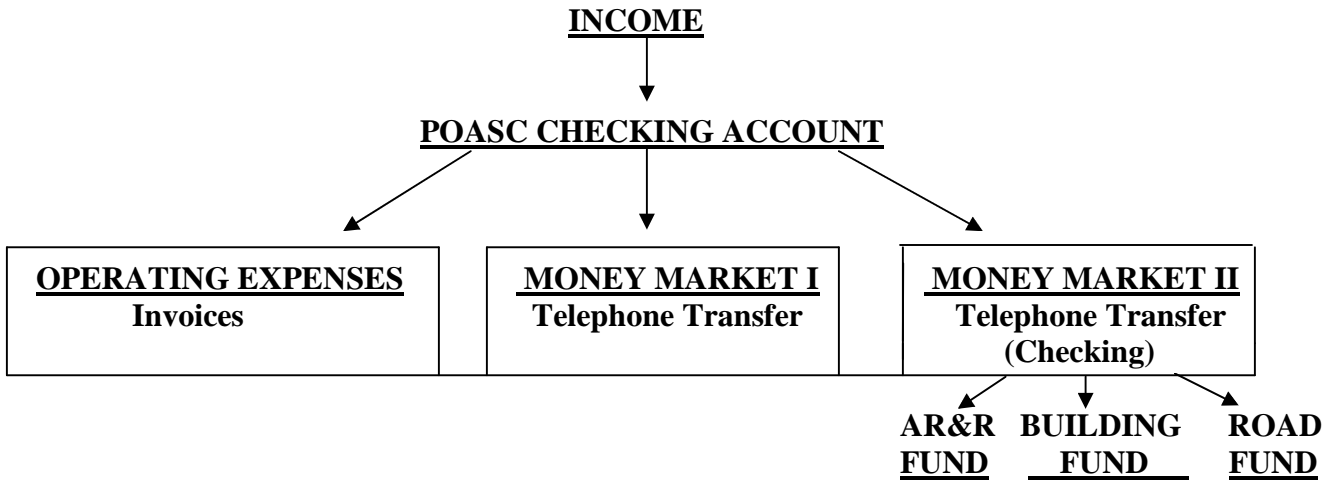 INCOME
POASC CHECKING ACCOUNT
OPERATING EXPENSES
Invoices
MONEY MARKET I
Telephone Transfer
MONEY MARKET II
Telephone Transfer
(Checking)
AR&R
FUND
BUILDING
FUND
ROAD
FUND